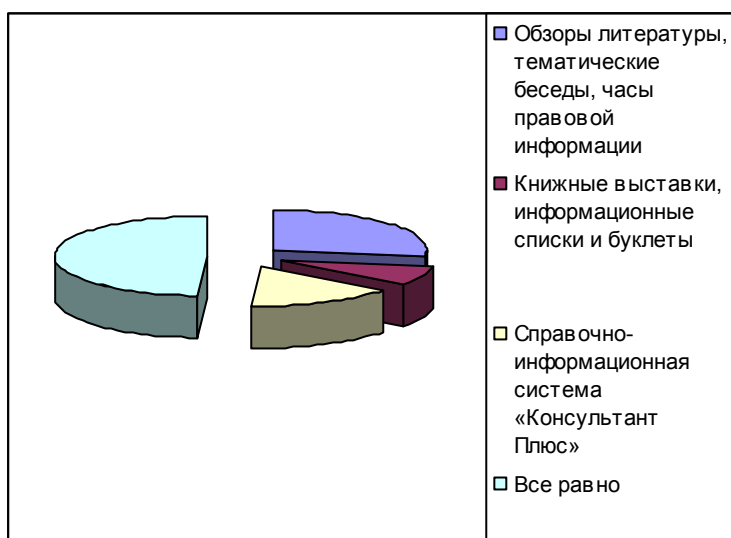 Обзоры литературы,
тематические
беседы, часы
правовой
информации
Книжные выставки,
информационные
списки и буклеты
Справочно-
информационная
система
«Консультант
Плюс»
Все равно